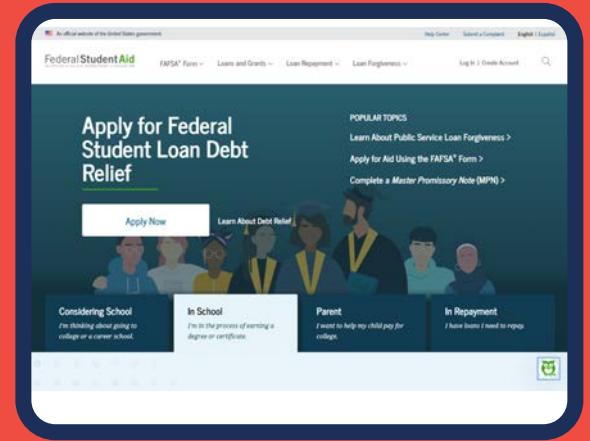 An official website of the United States government.
Help Center Submit a Complaint English | Español
Federal Student Aid
FAFSA® Form Loans and Grants Loan Repayment Loan Forgiveness
Log In | Create Account
Apply for Federal
Student Loan Debt
Relief
Apply Now
Learn About Debt Relief
POPULAR TOPICS
Learn About Public Service Loan Forgiveness >
Apply for Aid Using the FAFSA® Form >
Complete a Master Promissory Note (MPN) >
Considering School
I'm thinking about going to
college or a career school.
In School
I'm in the process of earning a
degree or certificate.
Parent
I want to help my child pay for
college.
In Repayment
I have loans I need to repay.